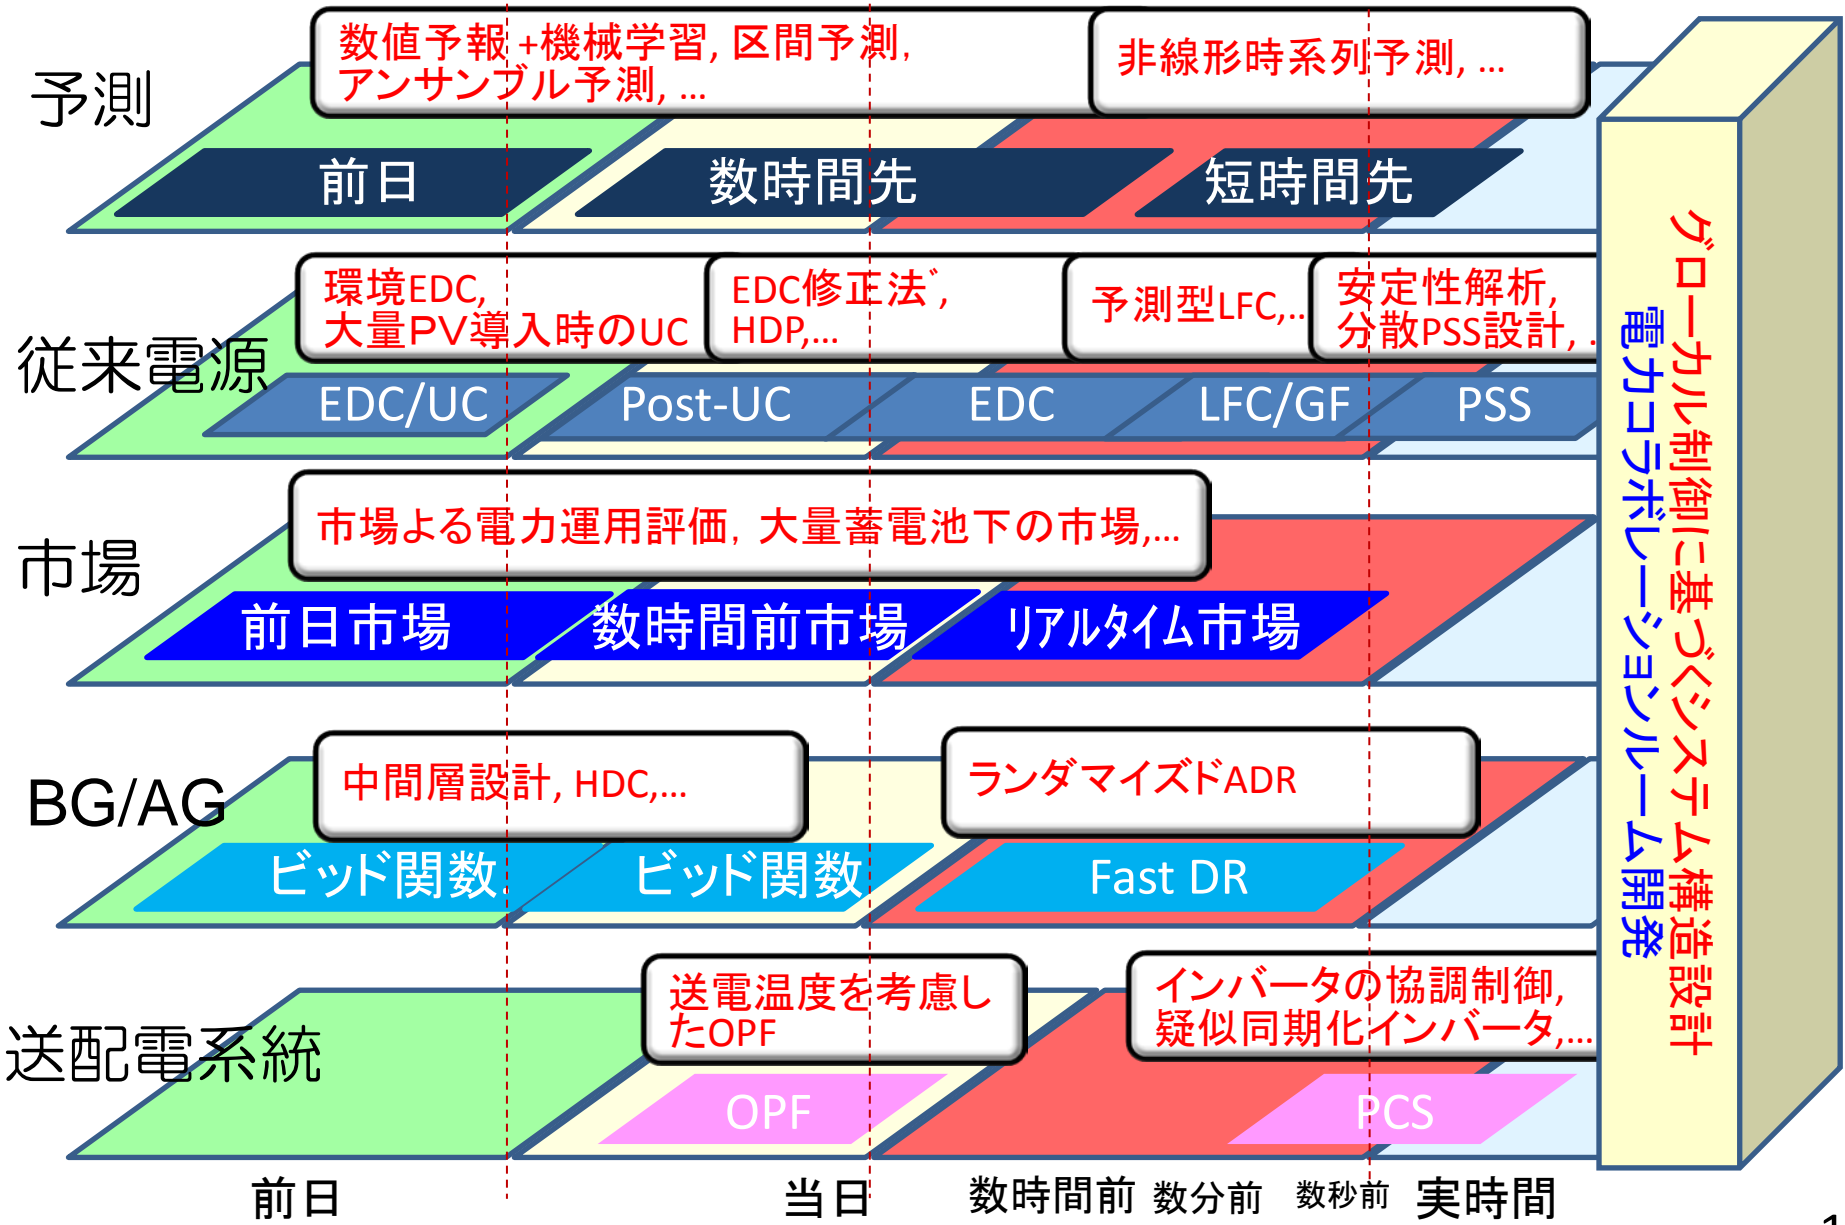 数値予報 +機械学習, 区間予測,
アンサンブル予測, ...
非線形時系列予測, ...
予測
前日
数時間先
短時間先
環境EDC,
大量PV導入時のUC
EDC修正法゛,
HDP,...
予測型LFC,..
安定性解析,
分散PSS設計, .
従来電源
EDC/UC
Post-UC
EDC
LFC/GF
PSS
市場よる電力運用評価, 大量蓄電池下の市場,...
市場
前日市場
数時間前市場
リアルタイム市場
中間層設計, HDC,...
ランダマイズドADR
BG/AG
ビッド関数
ビッド関数
Fast DR
送電温度を考慮し
たOPF
インバータの協調制御,
疑似同期化インバータ,...
送配電系統
OPF
PCS
前日
当日
数時間前
数分前
数秒前
実時間
グローカル制御に基づくシステム構造設計
電力コラボレーションルーム開発
1